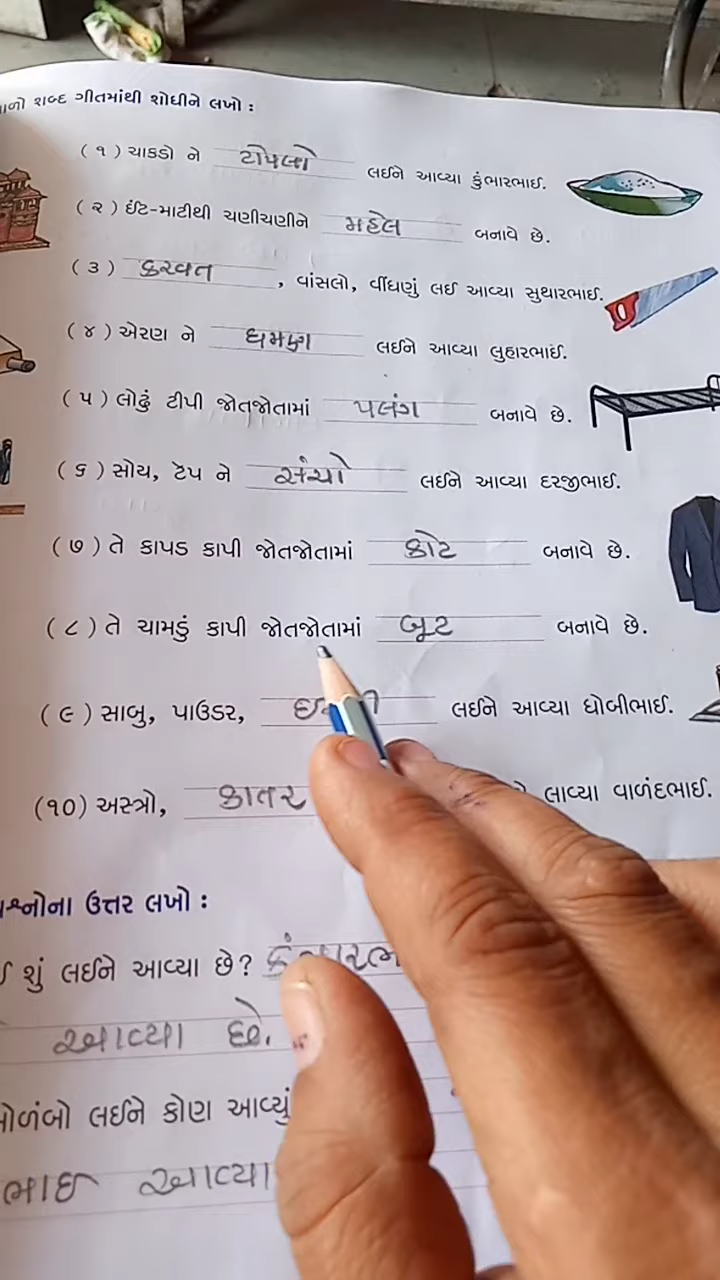 શબ્દ ગીતમાંથી શોધીને લખો :
(૧) ચાકડો ને ટોપલો લઈને આવ્યા કુંભારભાઈ.
(૨) ઈંટ-માટીથી ચણીચણીને મહેલ બનાવે છે.
(૩) કરવત, વાંસલો, વીંધણું લઈ આવ્યા સુથારભાઈ.
(૪) એરણ ને ધમણ લઈને આવ્યા લુહારભાઈ.
(૫) લોઢું ટીપી જોતજોતામાં પલંગ બનાવે છે.
(૬) સોય, ટેપ ને સંચો લઈને આવ્યા દરજીભાઈ.
(૭) તે કાપડ કાપી જોતજોતામાં કોટ બનાવે છે.
(૮) તે ચામડું કાપી જોતજોતામાં બૂટ બનાવે છે.
(૯) સાબુ, પાઉડર, લઈને આવ્યા ધોબીભાઈ.
(૧૦) અસ્ત્રો, કાતર લાવ્યા વાળંદભાઈ.
ઉત્તર લખો :
શું લઈને આવ્યા છે?
આવ્યા છે.
લઈને કોણ આવ્યું
ભાઈ આવ્યા